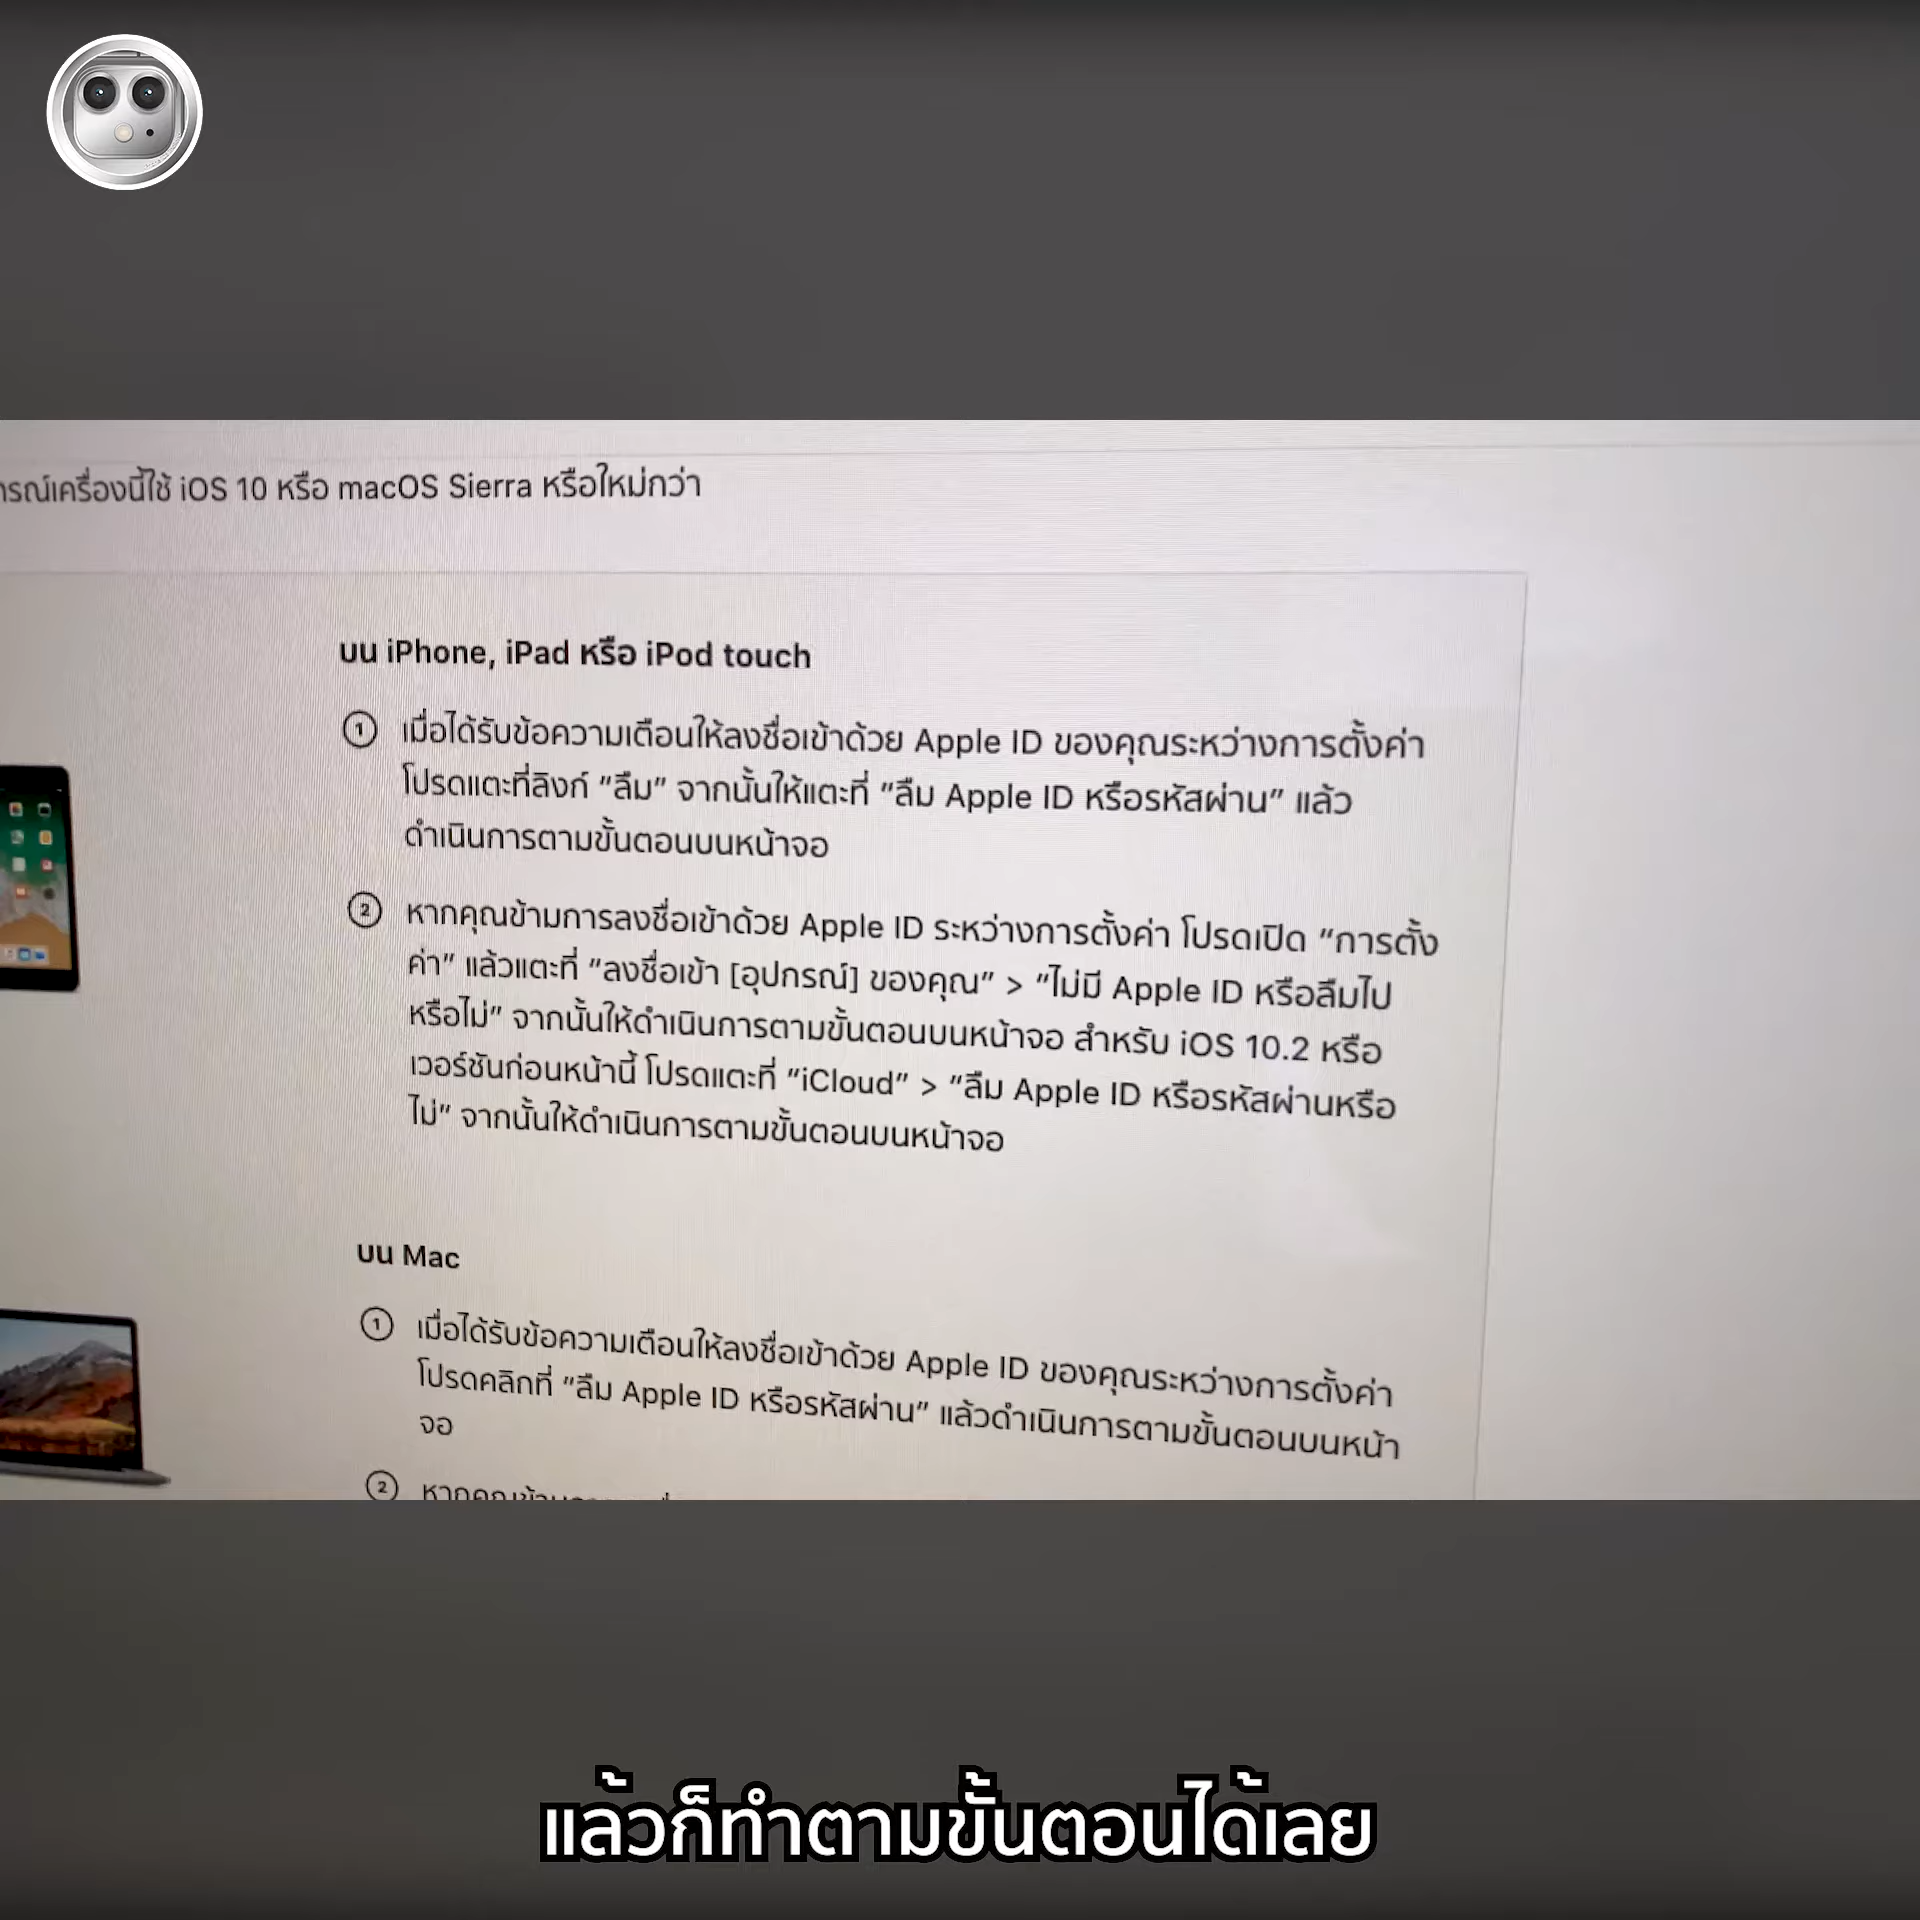 เครื่องนี้ใช้ iOS 10 หรือ macOS Sierra หรือใหม่กว่า
บน iPhone, iPad หรือ iPod touch
1 เมื่อได้รับข้อความเตือนให้ลงชื่อเข้าด้วย Apple ID ของคุณระหว่างการตั้งค่า
โปรดแตะที่ลิงก์ “ลืม” จากนั้นให้แตะที่ “ลืม Apple ID หรือรหัสผ่าน” แล้ว
ดำเนินการตามขั้นตอนบนหน้าจอ
2 หากคุณข้ามการลงชื่อเข้าด้วย Apple ID ระหว่างการตั้งค่า โปรดเปิด “การตั้ง
ค่า” แล้วแตะที่ “ลงชื่อเข้า [อุปกรณ์] ของคุณ” > “ไม่มี Apple ID หรือลืมไป
หรือไม่” จากนั้นให้ดำเนินการตามขั้นตอนบนหน้าจอ สำหรับ iOS 10.2 หรือ
เวอร์ชันก่อนหน้านี้ โปรดแตะที่ “iCloud” > “ลืม Apple ID หรือรหัสผ่านหรือ
ไม่” จากนั้นให้ดำเนินการตามขั้นตอนบนหน้าจอ
บน Mac
1 เมื่อได้รับข้อความเตือนให้ลงชื่อเข้าด้วย Apple ID ของคุณระหว่างการตั้งค่า
โปรดคลิกที่ “ลืม Apple ID หรือรหัสผ่าน” แล้วดำเนินการตามขั้นตอนบนหน้า
จอ
2
แล้วก็ทำตามขั้นตอนได้เลย